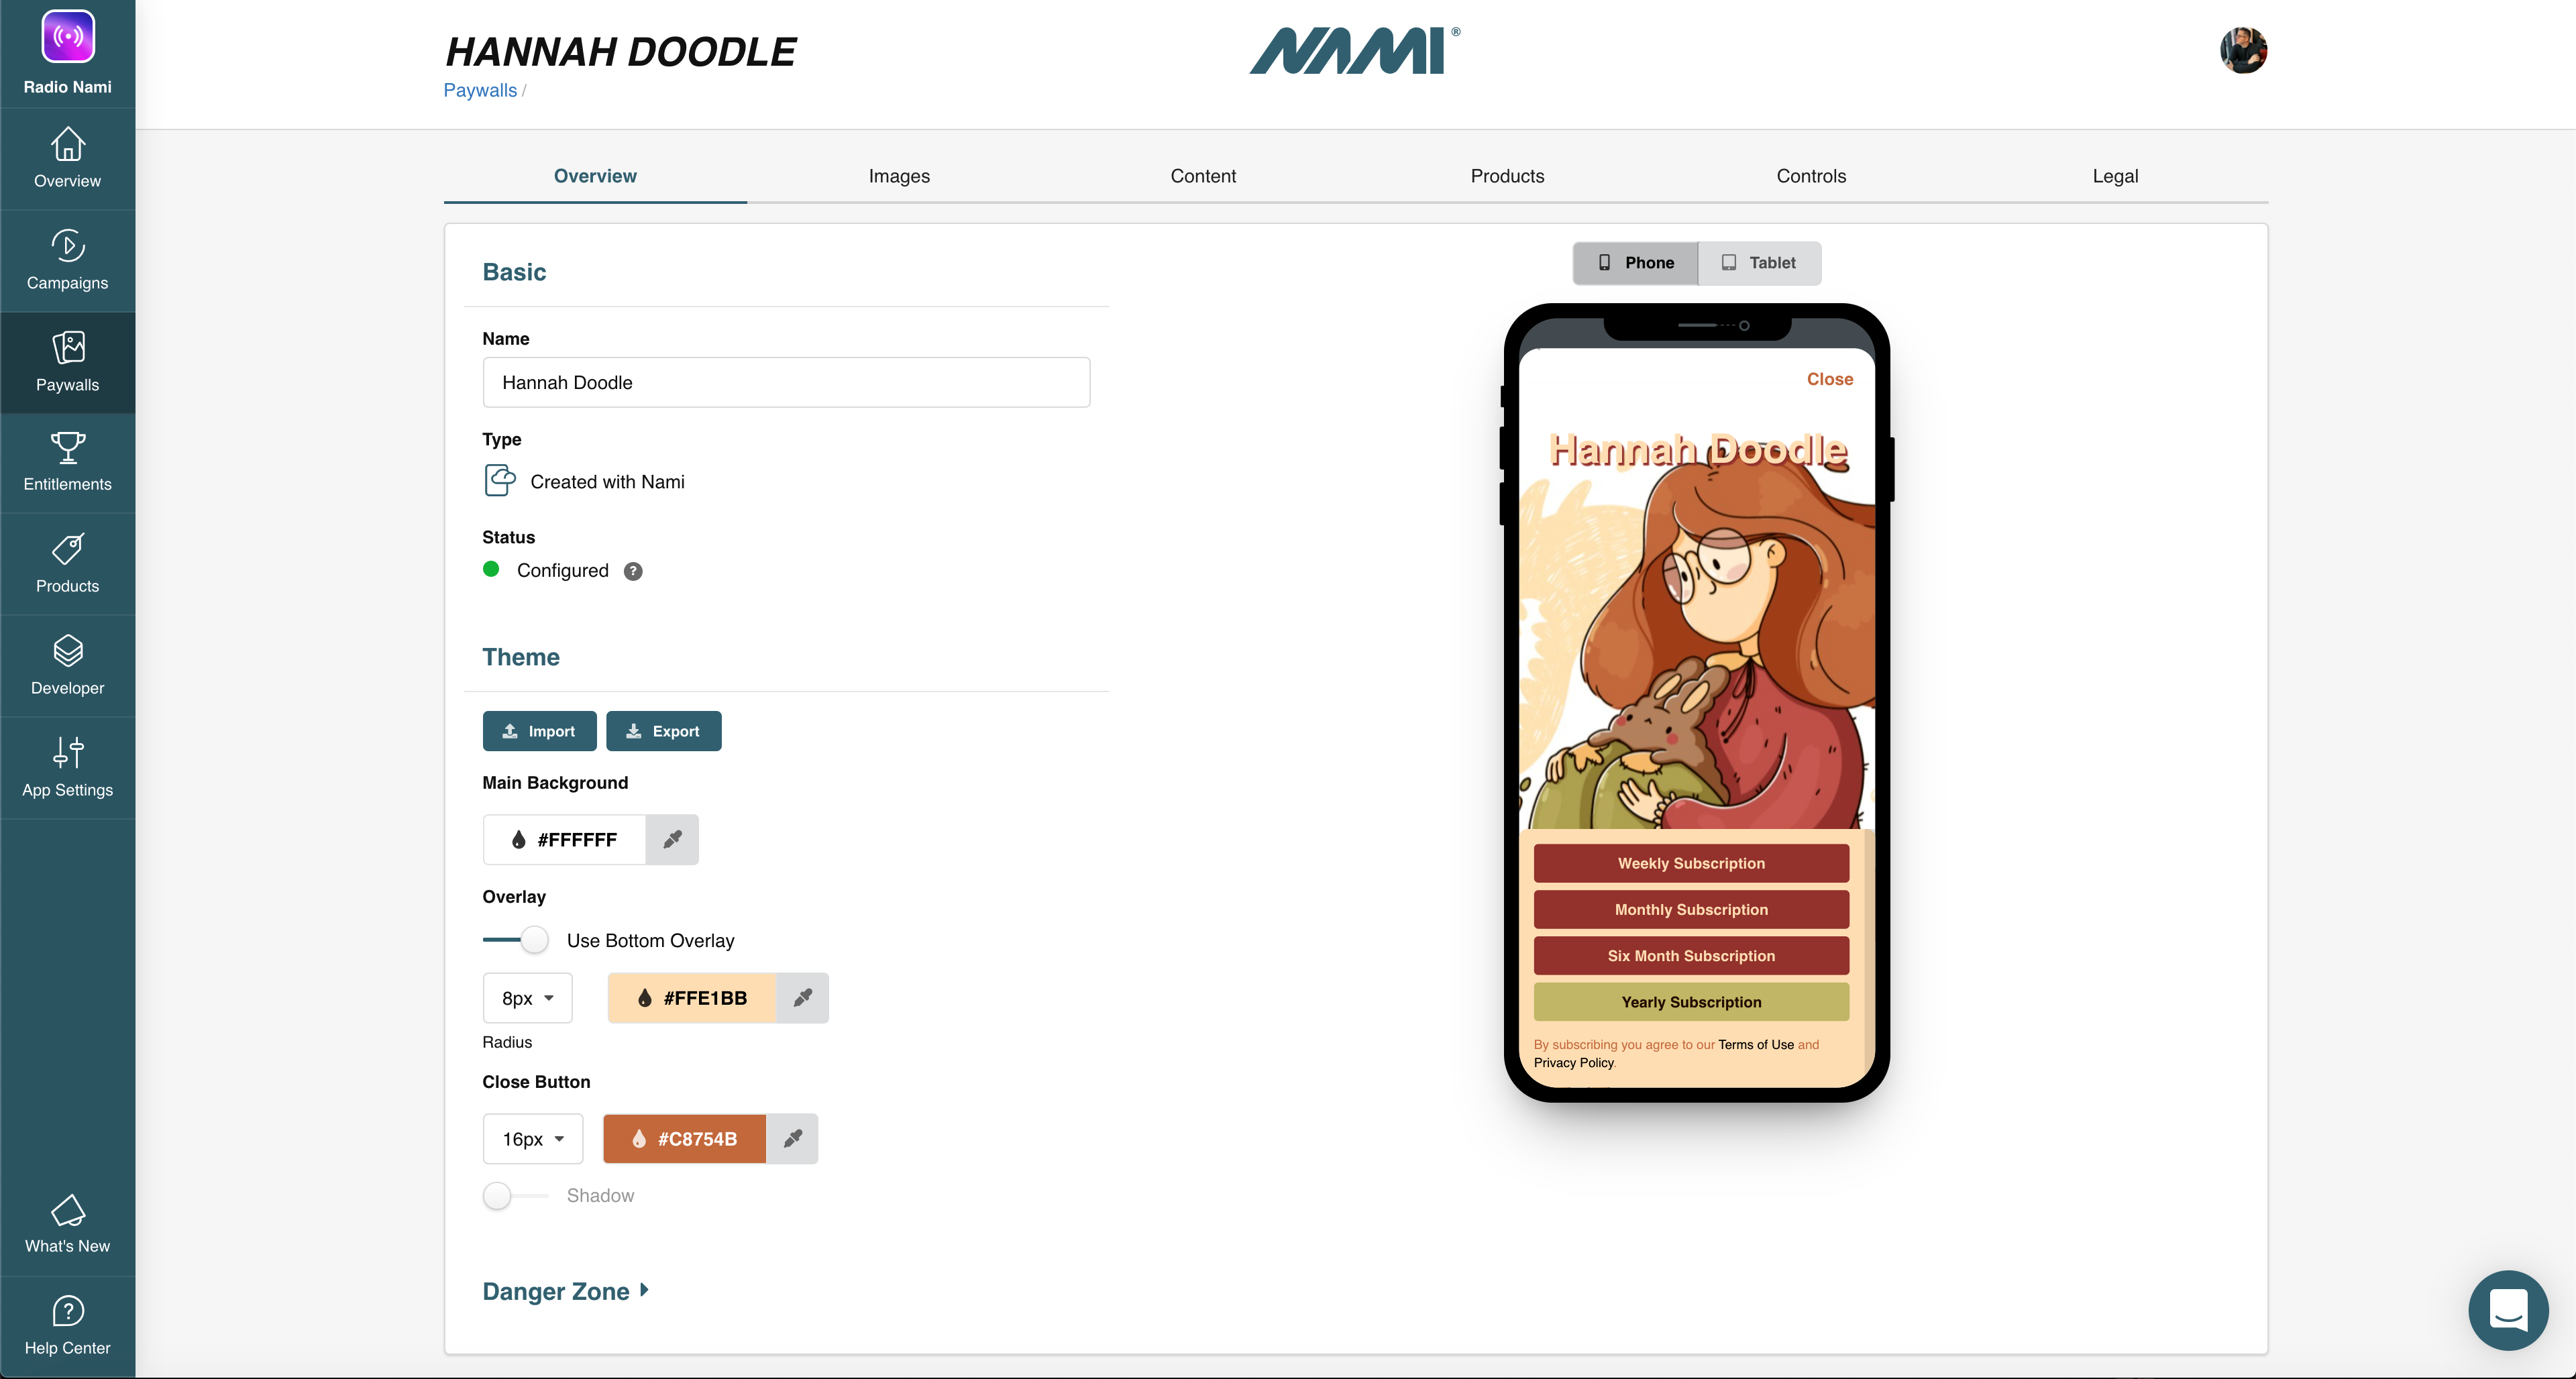 Radio Nami
Overview
Campaigns
Paywalls
Entitlements
Products
Developer
App Settings
What's New
Help Center
HANNAH DOODLE
Paywalls /
NAMI®
Overview
Images
Content
Products
Controls
Legal
Basic
Name
Hannah Doodle
Type
Created with Nami
Status
Configured ?
Theme
Import
Export
Main Background
#FFFFFF
Overlay
Use Bottom Overlay
8px
#FFE1BB
Radius
Close Button
16px
#C8754B
Shadow
Danger Zone
Phone
Tablet
Close
Hannah Doodle
Weekly Subscription
Monthly Subscription
Six Month Subscription
Yearly Subscription
By subscribing you agree to our Terms of Use and
Privacy Policy.